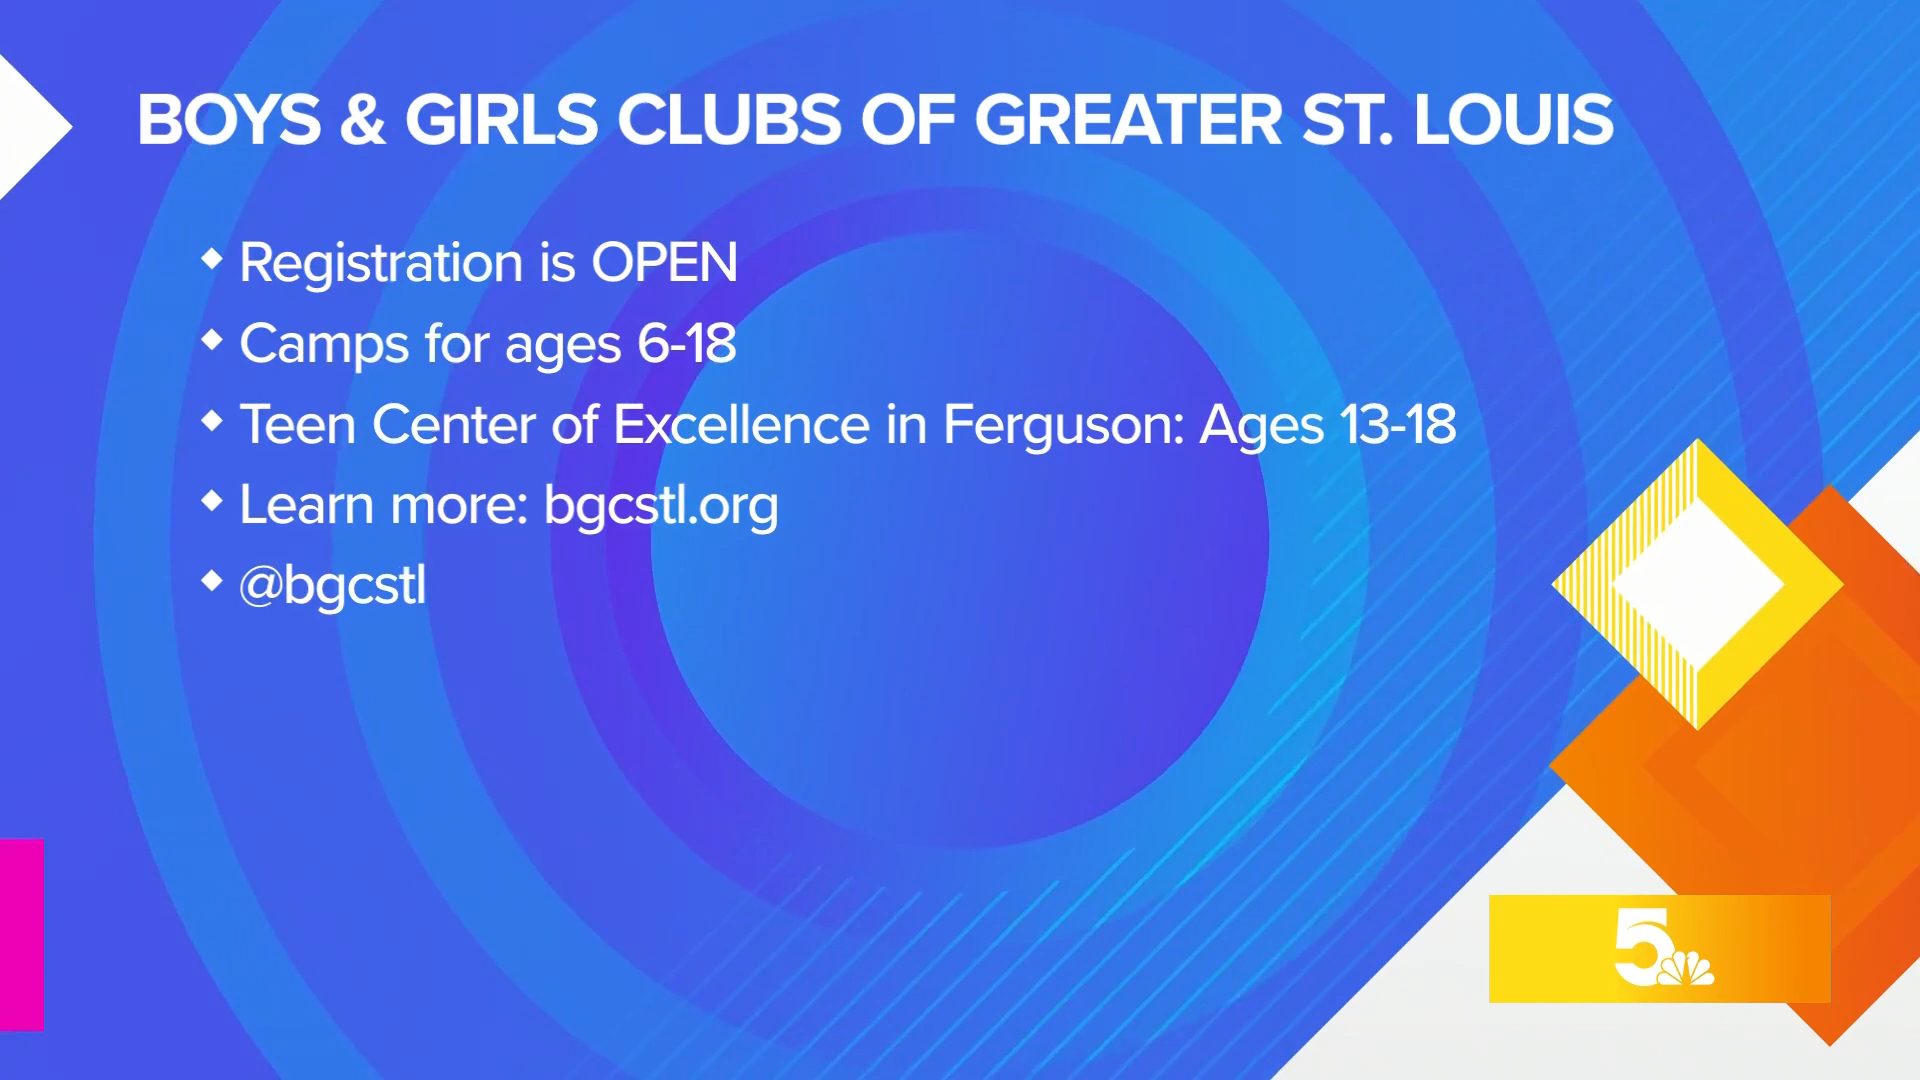 BOYS & GIRLS CLUBS OF GREATER ST. LOUIS
Registration is OPEN
Camps for ages 6-18
Teen Center of Excellence in Ferguson: Ages 13-18
Learn more: bgcstl.org
@bgcstl
5